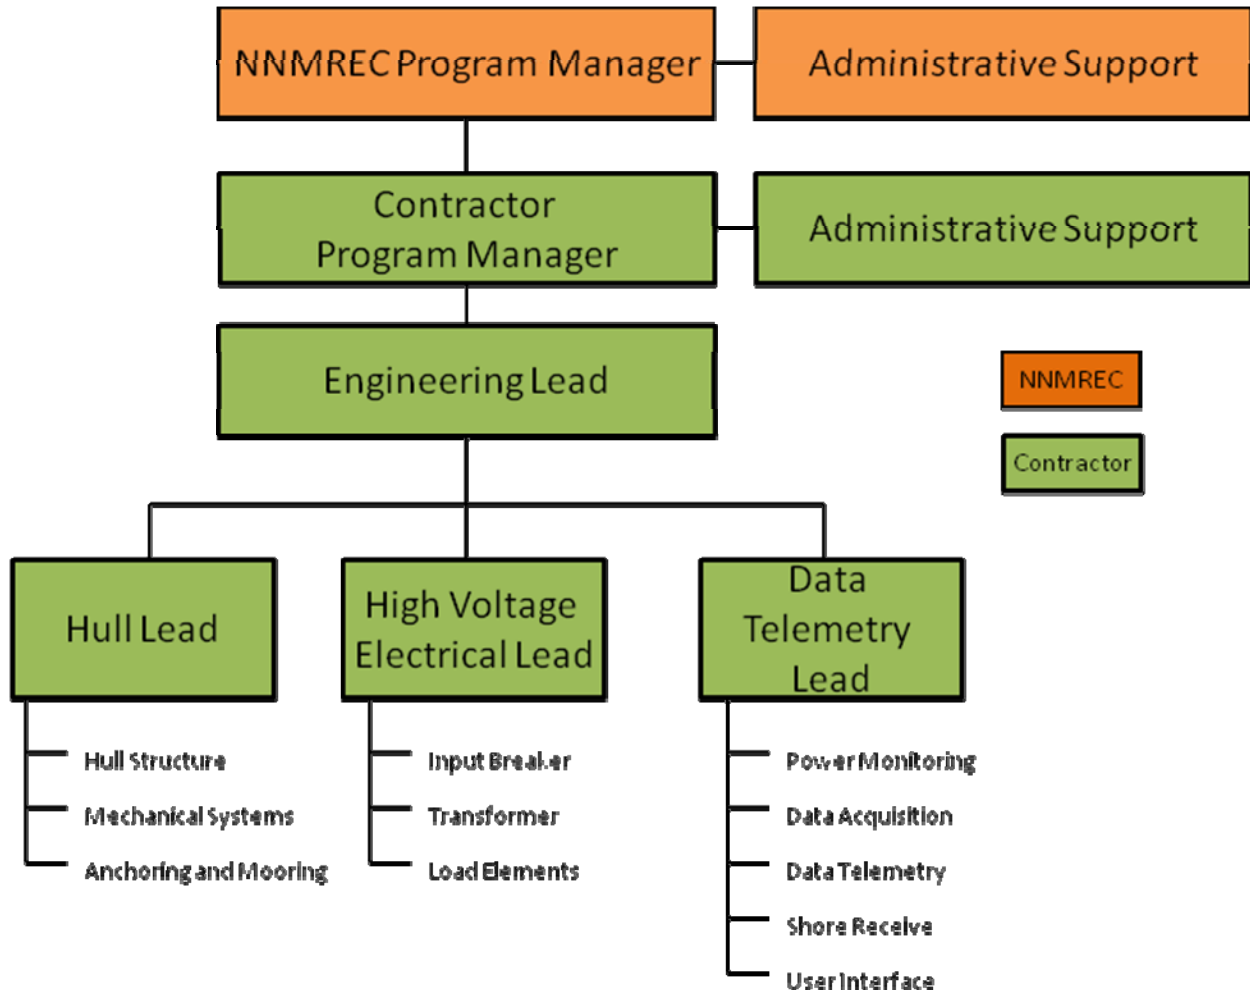 NNMREC Program Manager
Administrative Support
Contractor
Program Manager
Administrative Support
Engineering Lead
NNMREC
Contractor
Hull Lead
High Voltage
Electrical Lead
Data
Telemetry
Lead
Hull Structure
Mechanical Systems
Anchoring and Mooring
Input Breaker
Transformer
Load Elements
Power Monitoring
Data Acquisition
Data Telemetry
Shore Receive
User Interface